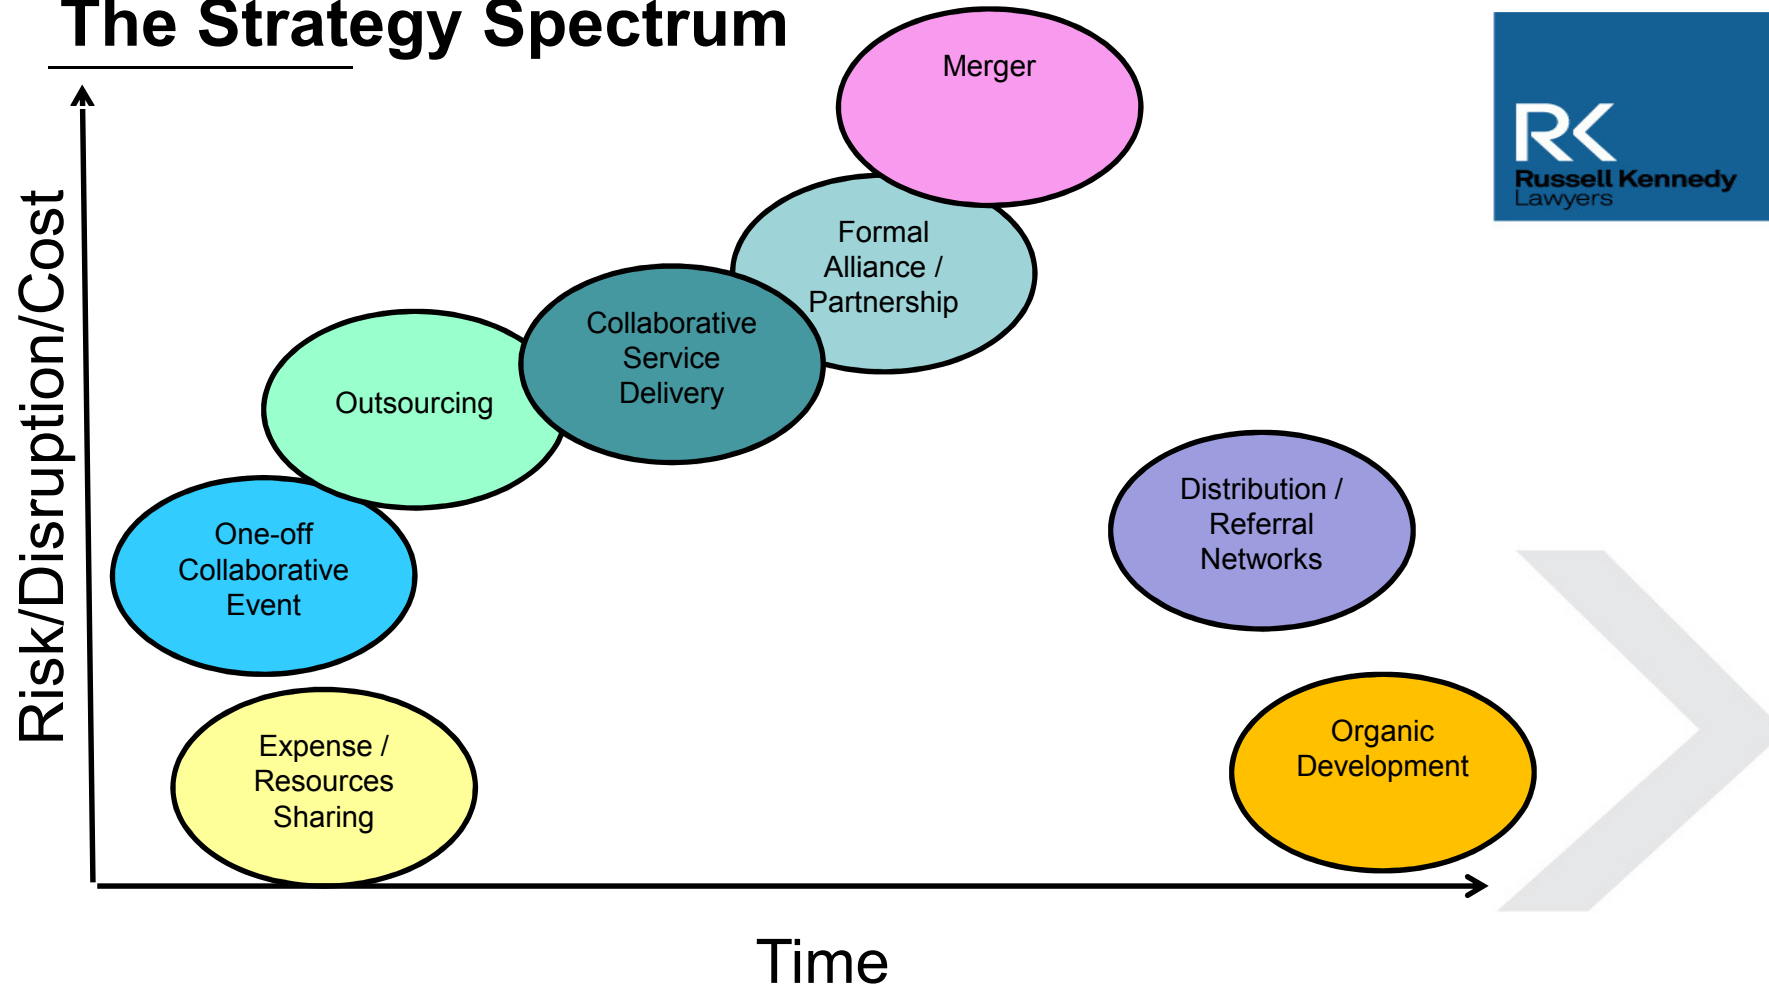 The Strategy Spectrum
Merger
RK
Russell Kennedy
Lawyers
Risk/Disruption/Cost
Formal
Alliance /
Partnership
Collaborative
Service
Delivery
Outsourcing
Distribution /
Referral
Networks
One-off
Collaborative
Event
Organic
Development
Expense /
Resources
Sharing
Time